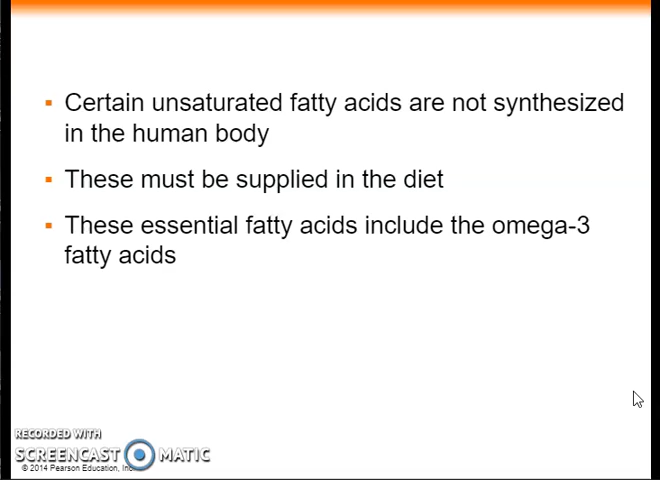 Certain unsaturated fatty acids are not synthesized
in the human body
These must be supplied in the diet
These essential fatty acids include the omega-3
fatty acids
RECORDED WITH
SCREENCAST MATIC
© 2014 Pearson Education, Inc.